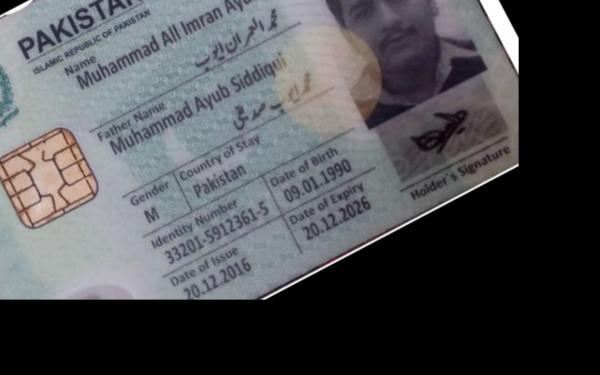 PAKISTAN
ISLAMIC REPUBLIC OF PAKISTAN
Name
Muhammad Ali Imran
محمد علی عمران ایوب
Father Name
Muhammad Ayub Siddiqui
محمد ایوب صدیقی
Gender
Country of Stay
M
Pakistan
Identity Number
Date of Birth
33201-5912361-5
09.01.1990
Date of Issue
Date of Expiry
20.12.2016
20.12.2026
Holder's Signature